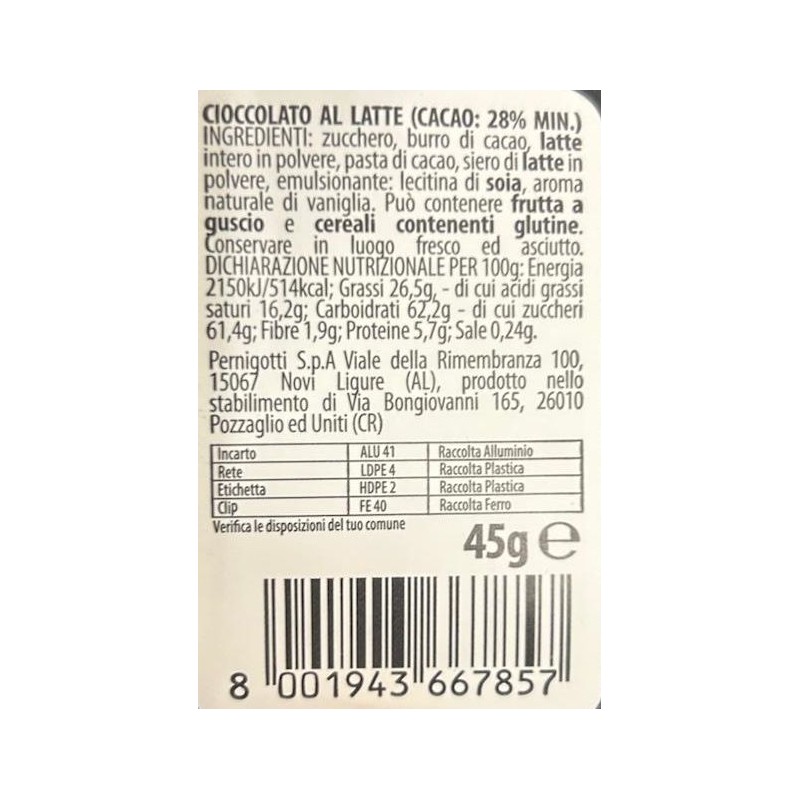 CIOCCOLATO AL LATTE (CACAO: 28% MIN.)
INGREDIENTI: zucchero, burro di cacao, latte
intero in polvere, pasta di cacao, siero di latte in
polvere, emulsionante: lecitina di soia, aroma
naturale di vaniglia. Può contenere frutta a
guscio e cereali contenenti glutine.
Conservare in luogo fresco ed asciutto.
DICHIARAZIONE NUTRIZIONALE PER 100g: Energia
2150kJ/514kcal; Grassi 26,5g, - di cui acidi grassi
saturi 16,2g; Carboidrati 62,2g - di cui zuccheri
61,4g; Fibre 1,9g; Proteine 5,7g; Sale 0,24g.
Pernigotti S.p.A Viale della Rimembranza 100,
15067 Novi Ligure (AL), prodotto nello
stabilimento di Via Bongiovanni 165, 26010
Pozzaglio ed Uniti (CR)
Incarto ALU 41 Raccolta Alluminio
Rete LDPE 4 Raccolta Plastica
Etichetta HDPE 2 Raccolta Plastica
Clip FE 40 Raccolta Ferro
Verifica le disposizioni del tuo comune
45g e
8 001943 667857